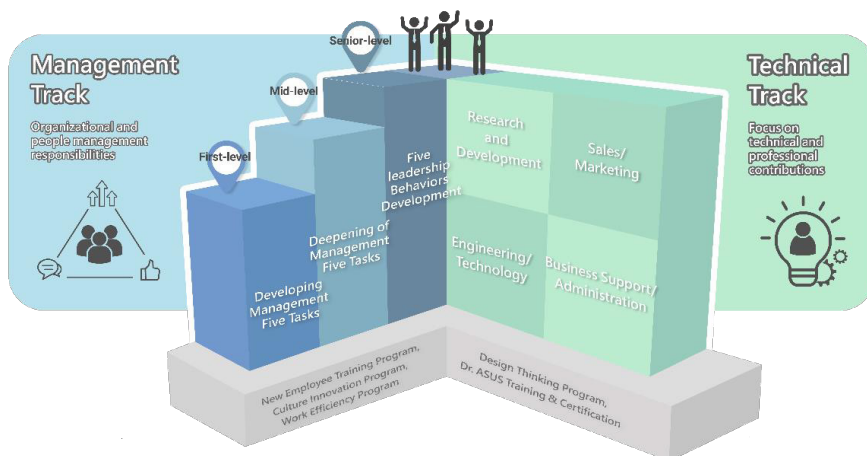 Management
Track
Organizational and
people management
responsibilities
Senior-level
Mid-level
First-level
Developing
Management
Five Tasks
Deepening of
Management
Five Tasks
Five
leadership
Behaviors
Development
Research
and
Development
Sales/
Marketing
Engineering/
Technology
Business Support/
Administration
Technical
Track
Focus on
technical and
professional
contributions
New Employee Training Program,
Culture Innovation Program,
Work Efficiency Program
Design Thinking Program,
Dr. ASUS Training & Certification